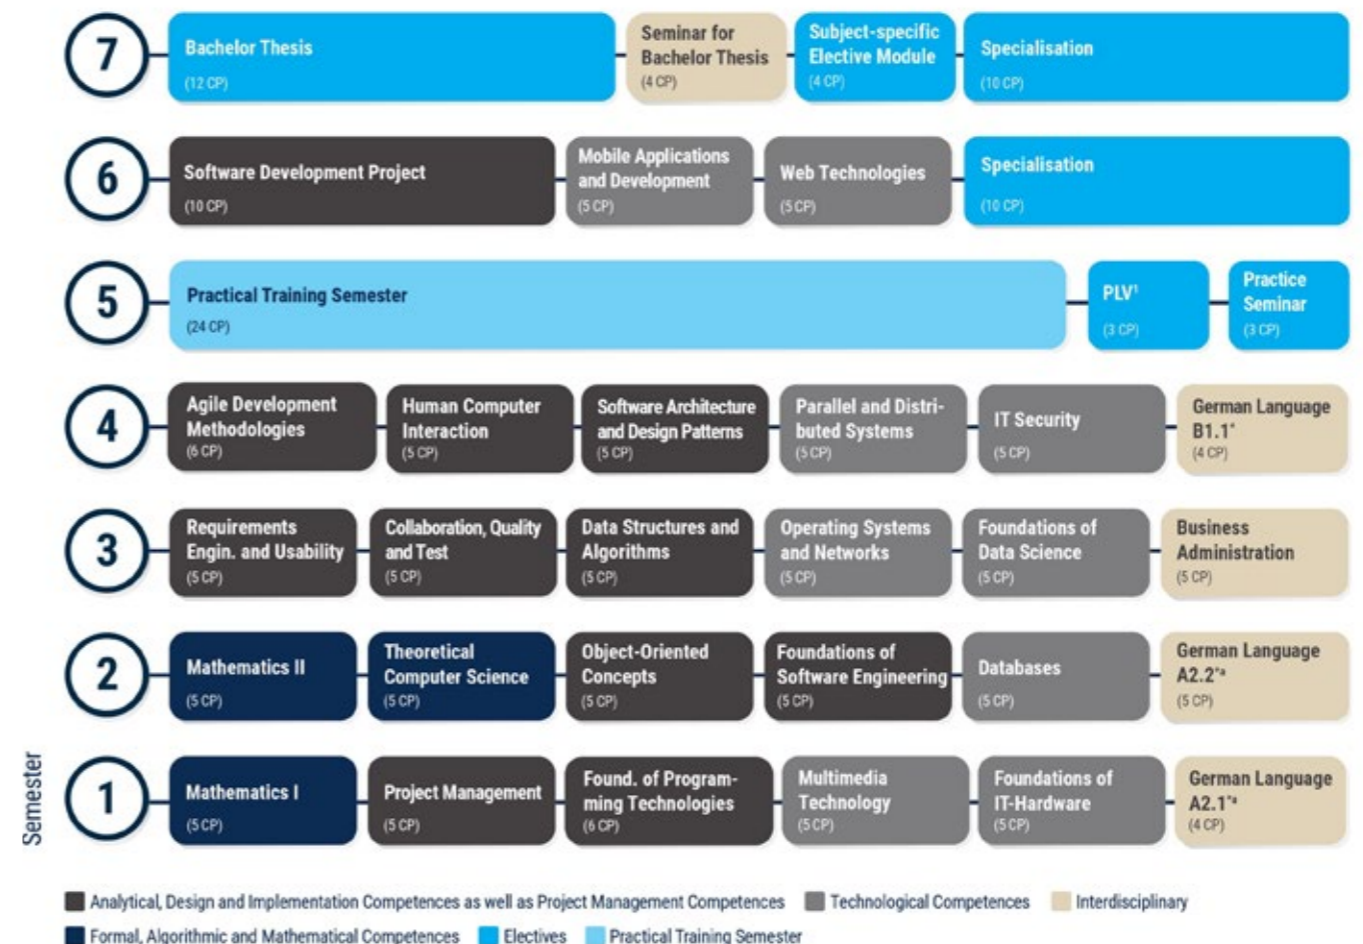 7
Bachelor Thesis
(12 CP)
Seminar for
Bachelor Thesis
(4 CP)
Subject-specific
Elective Module
(4 CP)
Specialisation
(10 CP)
6
Software Development Project
(10 CP)
Mobile Applications
and Development
(5 CP)
Web Technologies
(5 CP)
Specialisation
(10 CP)
5
Practical Training Semester
(24 CP)
PLV¹
(3 CP)
Practice
Seminar
(3 CP)
4
Agile Development
Methodologies
(6 CP)
Human Computer
Interaction
(5 CP)
Software Architecture
and Design Patterns
(5 CP)
Parallel and Distri-
buted Systems
(5 CP)
IT Security
(5 CP)
German Language
B1.1*
(4 CP)
3
Requirements
Engin. and Usability
(5 CP)
Collaboration, Quality
and Test
(5 CP)
Data Structures and
Algorithms
(5 CP)
Operating Systems
and Networks
(5 CP)
Foundations of
Data Science
(5 CP)
Business
Administration
(5 CP)
2
Mathematics II
(5 CP)
Theoretical
Computer Science
(5 CP)
Object-Oriented
Concepts
(5 CP)
Foundations of
Software Engineering
(5 CP)
Databases
(5 CP)
German Language
A2.2*ª
(5 CP)
Semester
1
Mathematics I
(5 CP)
Project Management
(5 CP)
Found. of Program-
ming Technologies
(6 CP)
Multimedia
Technology
(5 CP)
Foundations of
IT-Hardware
(5 CP)
German Language
A2.1*ª
(4 CP)
Analytical, Design and Implementation Competences as well as Project Management Competences
Technological Competences
Interdisciplinary
Formal, Algorithmic and Mathematical Competences
Electives
Practical Training Semester